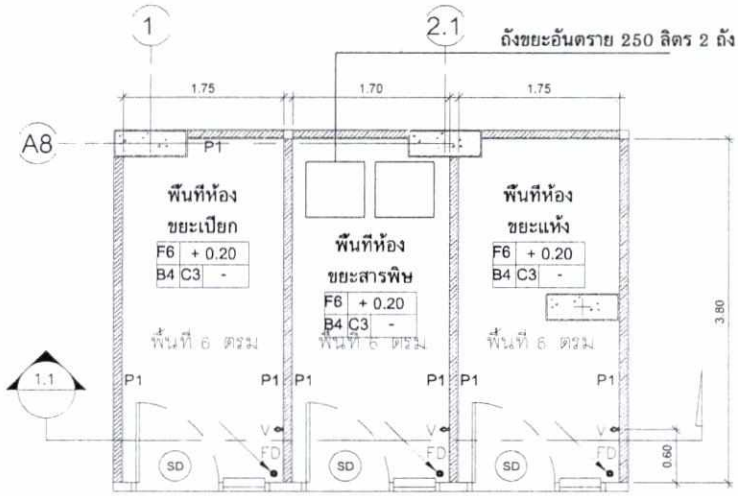 1
2.1
ถังขยะอันตราย 250 ลิตร 2 ถัง
1.75
1.70
1.75
A8
P1
พื้นที่ห้อง
ขยะเปียก
F6 + 0.20
B4 C3 -
พื้นที่ 6 ตรม
พื้นที่ห้อง
ขยะสารพิษ
F6 + 0.20
B4 C3 -
พื้นที่ 6 ตรม
พื้นที่ห้อง
ขยะแห้ง
F6 + 0.20
B4 C3 -
พื้นที่ 6 ตรม
3.80
1.1
P1
P1
P1
P1
P1
P1
V
V
V
FD
FD
FD
SD
SD
SD
0.60